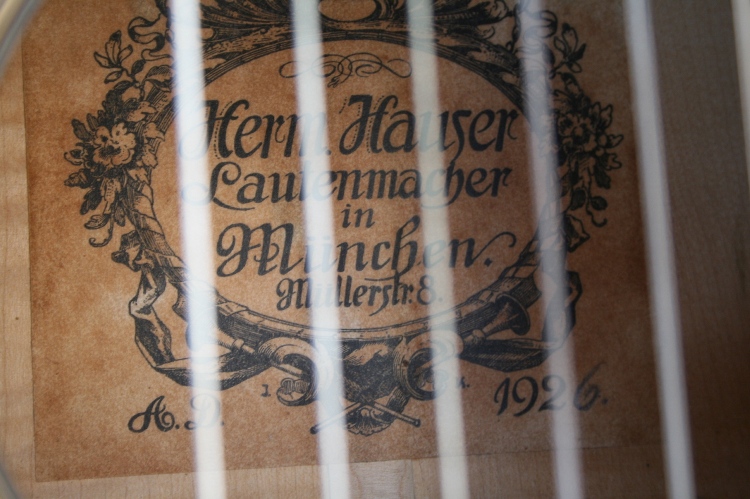 Herm. Hauser
Lautenmacher
in
München.
Müllerstr. 8.
A. D. 1926.